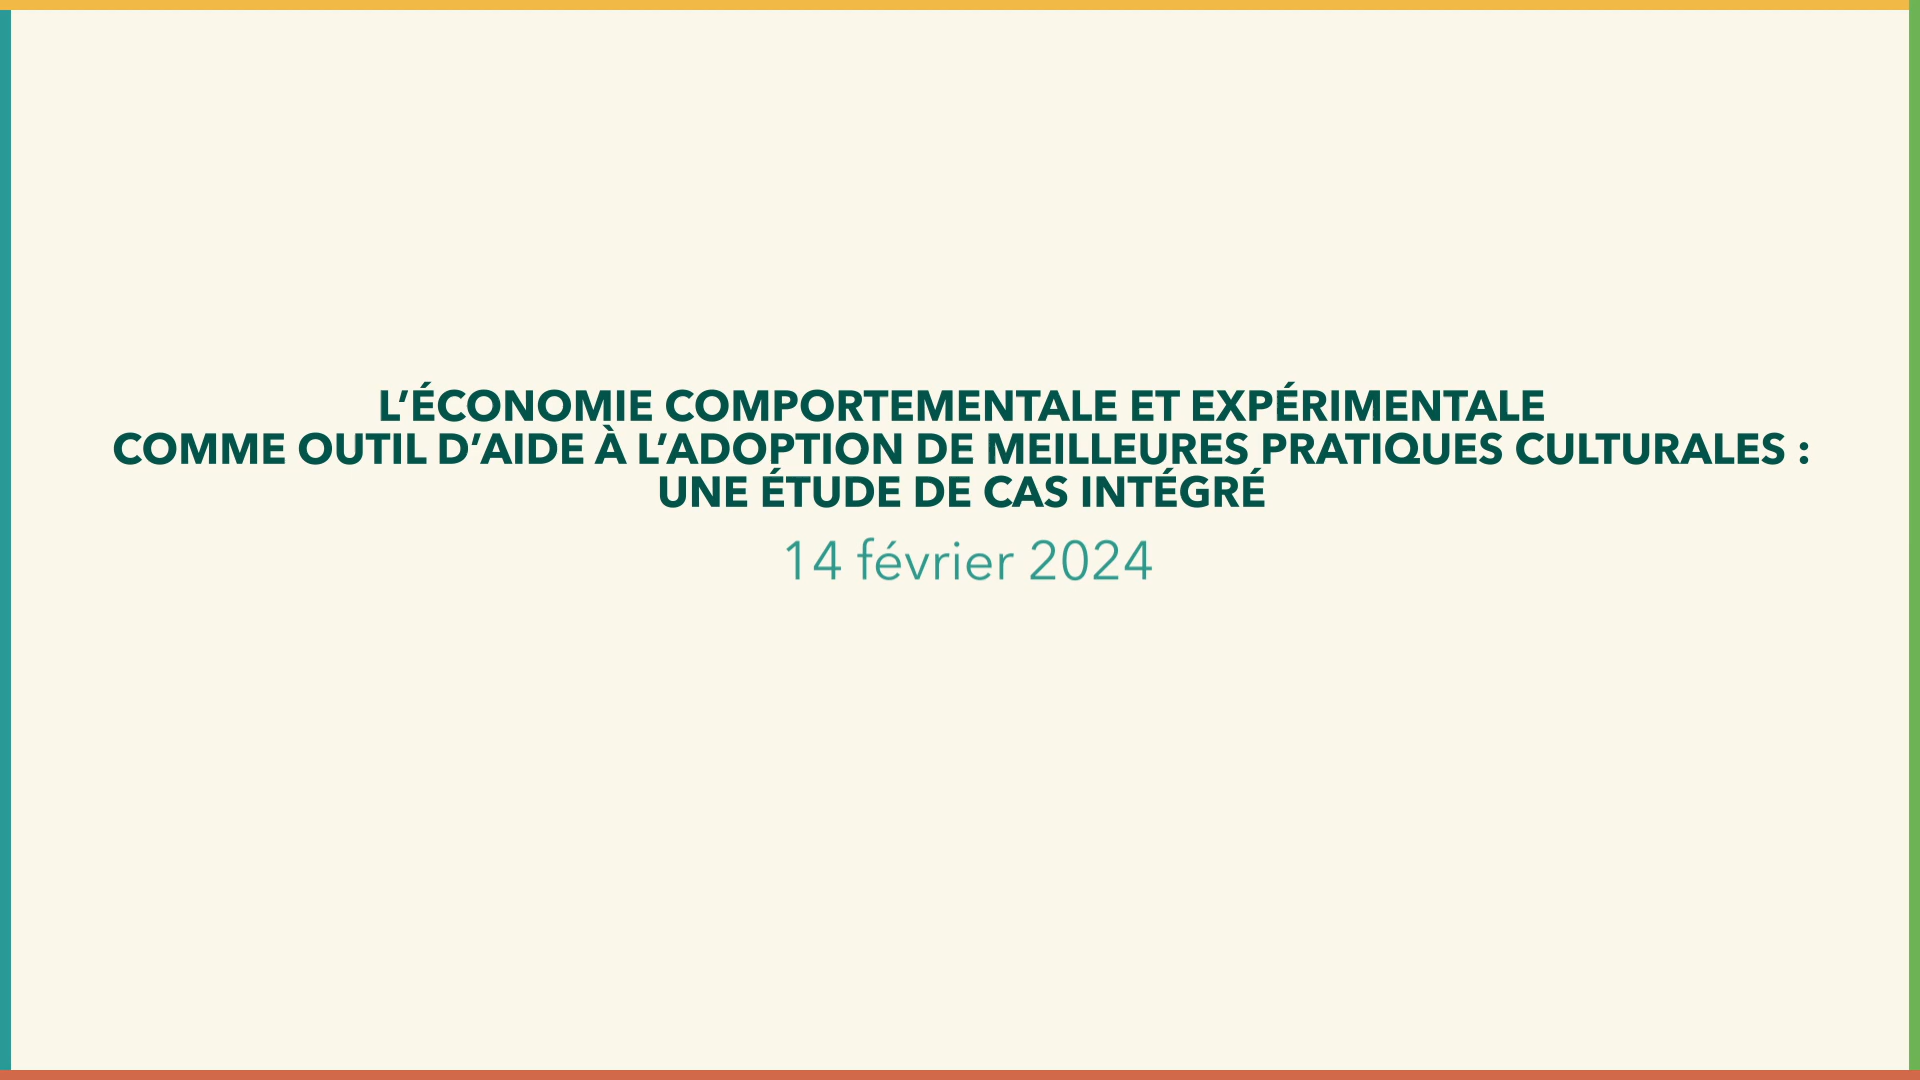 L’ÉCONOMIE COMPORTEMENTALE ET EXPÉRIMENTALE
COMME OUTIL D’AIDE À L’ADOPTION DE MEILLEURES PRATIQUES CULTURALES :
UNE ÉTUDE DE CAS INTÉGRÉ
14 février 2024